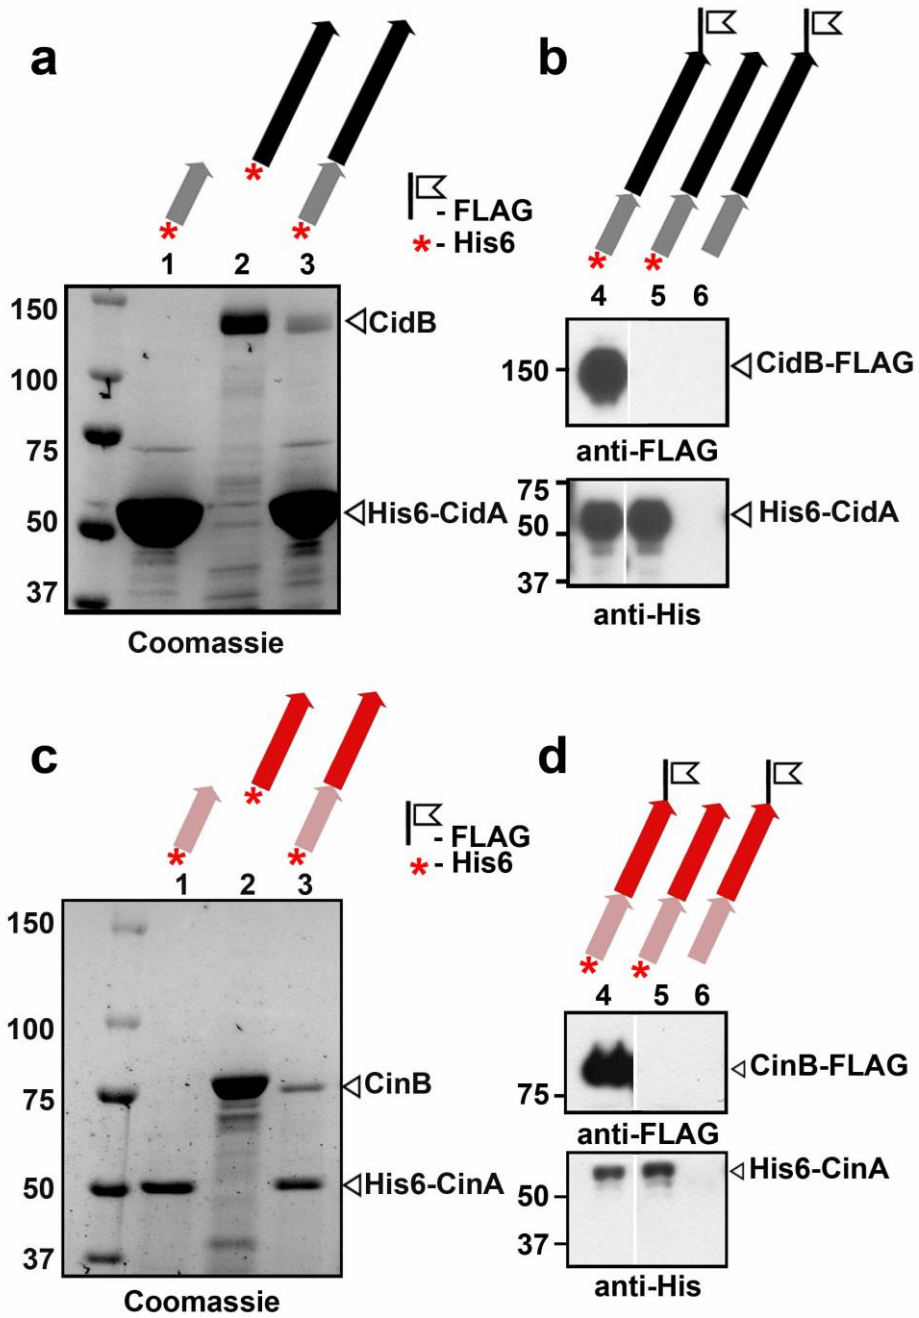 a
b
- FLAG
* - His6
1 2 3
4 5 6
150
100
75
50
37
CidB
His6-CidA
Coomassie
150
CidB-FLAG
anti-FLAG
75
50
37
His6-CidA
anti-His
c
d
- FLAG
* - His6
1 2 3
4 5 6
150
100
75
50
37
CinB
His6-CinA
Coomassie
75
CinB-FLAG
anti-FLAG
50
37
His6-CinA
anti-His